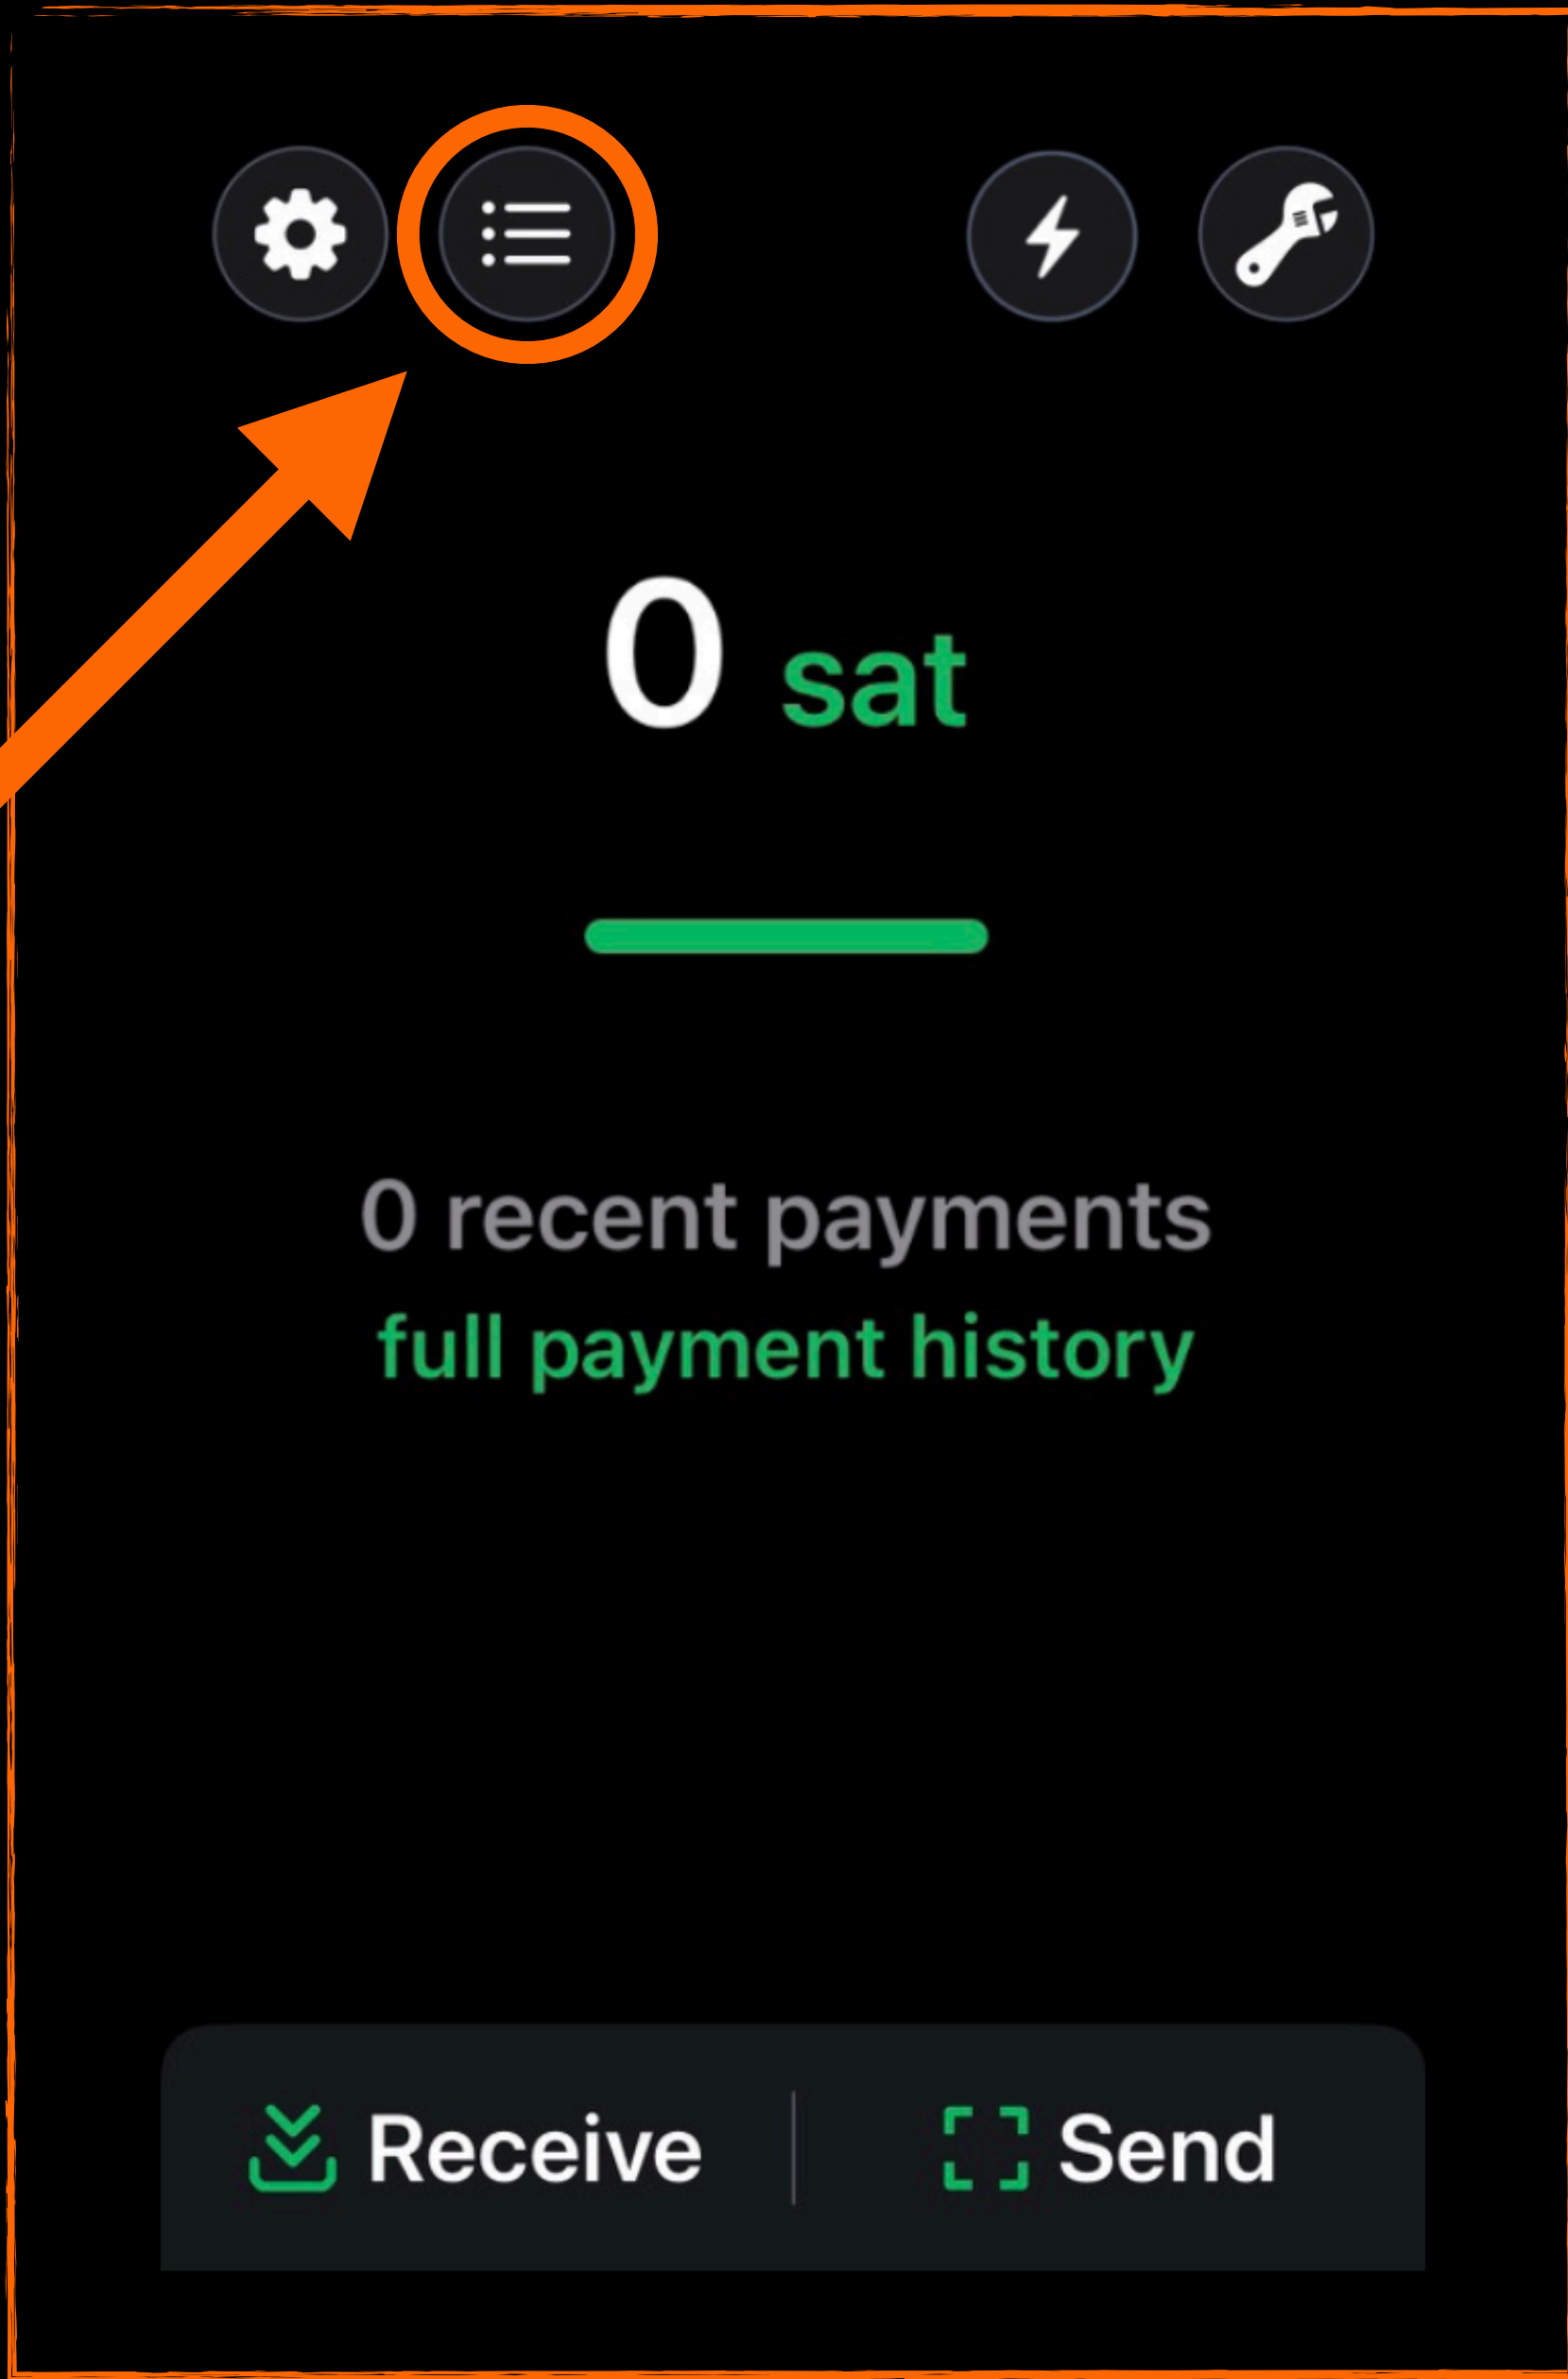 0 sat
0 recent payments
full payment history
Receive
Send